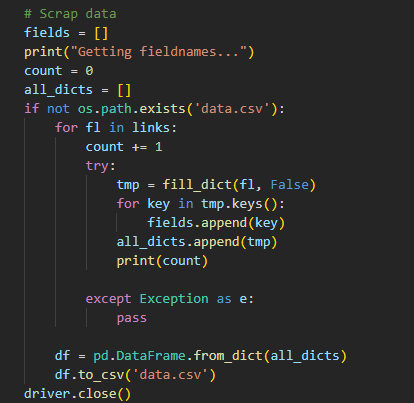 # Scrap data
fields = []
print("Getting fieldnames...")
count = 0
all_dicts = []
if not os.path.exists('data.csv'):
    for fl in links:
        count += 1
        try:
            tmp = fill_dict(fl, False)
            for key in tmp.keys():
                fields.append(key)
            all_dicts.append(tmp)
            print(count)
        except Exception as e:
            pass
    df = pd.DataFrame.from_dict(all_dicts)
    df.to_csv('data.csv')
driver.close()